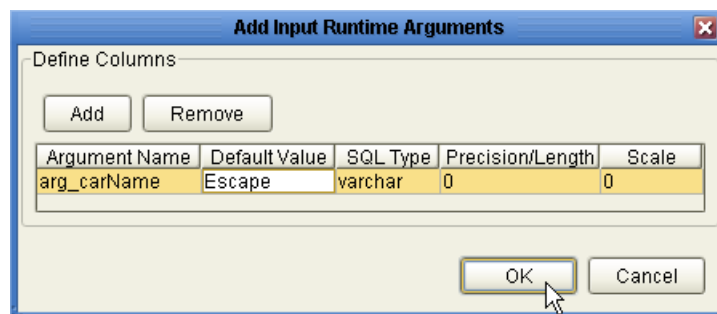 Add Input Runtime Arguments
Define Columns
Add Remove
Argument Name Default Value SQL Type Precision/Length Scale
arg_carName Escape varchar 0 0
OK Cancel